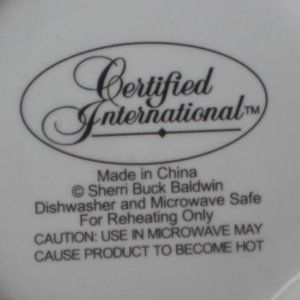 Certified
International™
Made in China
© Sherri Buck Baldwin
Dishwasher and Microwave Safe
For Reheating Only
CAUTION: USE IN MICROWAVE MAY
CAUSE PRODUCT TO BECOME HOT